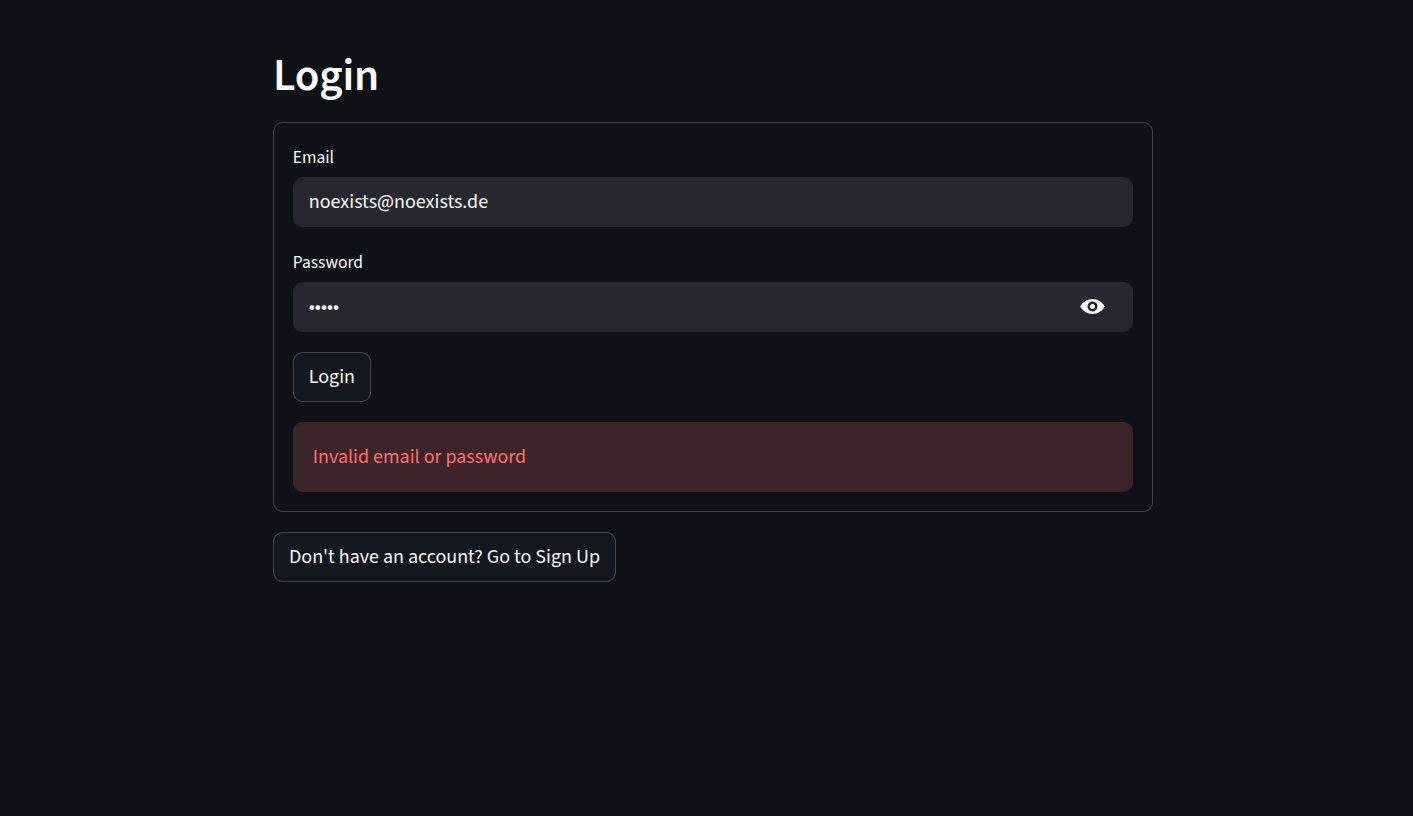 Login
Email
noexists@noexists.de
Password
•••••
Login
Invalid email or password
Don't have an account? Go to Sign Up